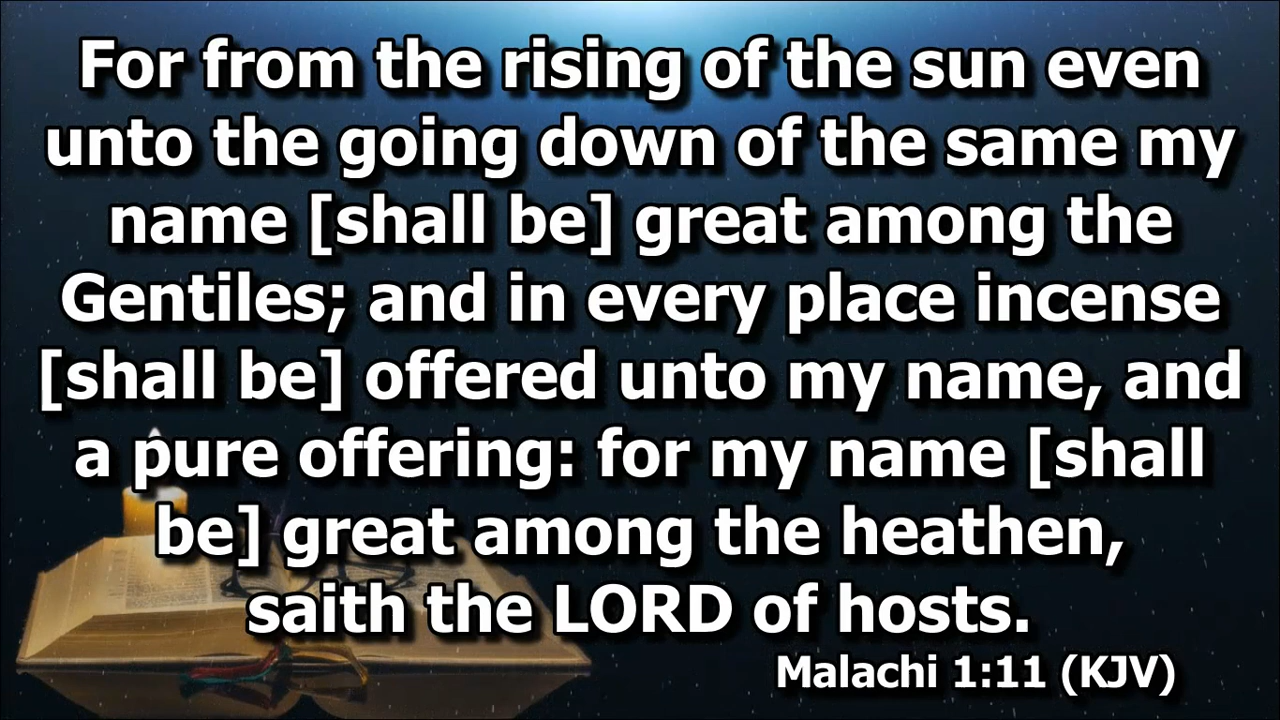 For from the rising of the sun even
unto the going down of the same my
name [shall be] great among the
Gentiles; and in every place incense
[shall be] offered unto my name, and
a pure offering: for my name [shall
be] great among the heathen,
saith the LORD of hosts.
Malachi 1:11 (KJV)